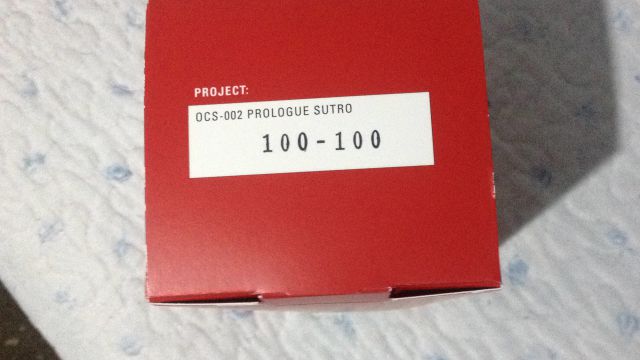 PROJECT:
OCS-002 PROLOGUE SUTRO
100-100